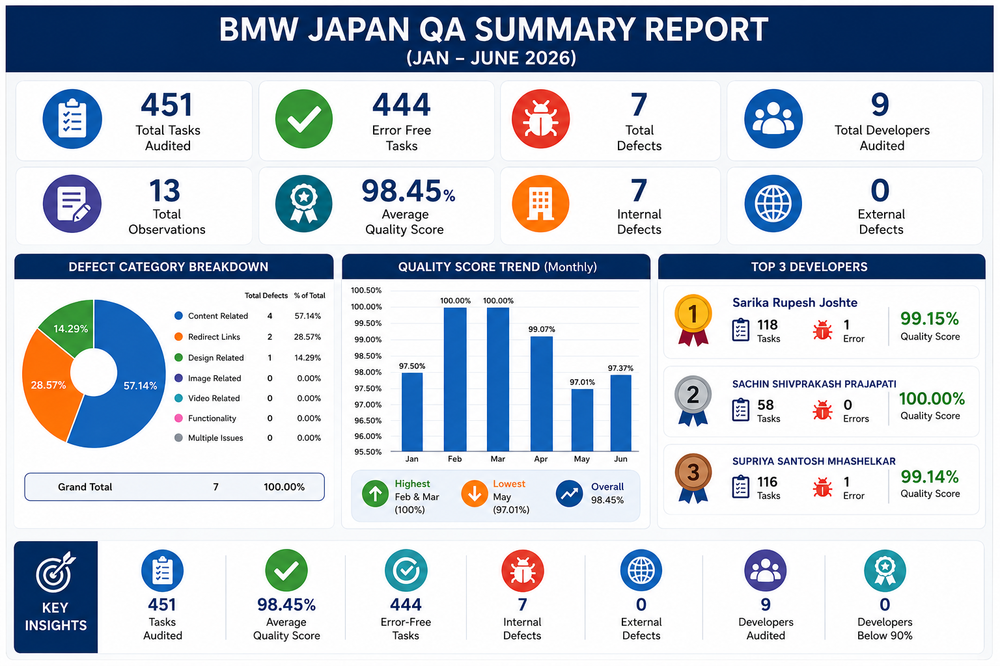 BMW JAPAN QA SUMMARY REPORT
(JAN – JUNE 2026)
451
Total Tasks
Audited
444
Error Free
Tasks
7
Total
Defects
9
Total Developers
Audited
13
Total
Observations
98.45%
Average
Quality Score
7
Internal
Defects
0
External
Defects
DEFECT CATEGORY BREAKDOWN
Total Defects % of Total
Content Related 4 57.14%
Redirect Links 2 28.57%
Design Related 1 14.29%
Image Related 0 0.00%
Video Related 0 0.00%
Functionality 0 0.00%
Multiple Issues 0 0.00%
14.29%
28.57%
57.14%
Grand Total 7 100.00%
QUALITY SCORE TREND (Monthly)
100.50%
100.00%
99.50%
99.00%
98.50%
98.00%
97.50%
97.00%
96.50%
96.00%
95.50%
97.50%
100.00%
100.00%
99.07%
97.01%
97.37%
Jan Feb Mar Apr May Jun
Highest
Feb & Mar
(100%)
Lowest
May
(97.01%)
Overall
98.45%
TOP 3 DEVELOPERS
1
Sarika Rupesh Joshte
118
Tasks
1
Error
99.15%
Quality Score
2
SACHIN SHIVPRAKASH PRAJAPATI
58
Tasks
0
Errors
100.00%
Quality Score
3
SUPRIYA SANTOSH MHASHELKAR
116
Tasks
1
Error
99.14%
Quality Score
KEY
INSIGHTS
451
Tasks
Audited
98.45%
Average
Quality Score
444
Error-Free
Tasks
7
Internal
Defects
0
External
Defects
9
Developers
Audited
0
Developers
Below 90%